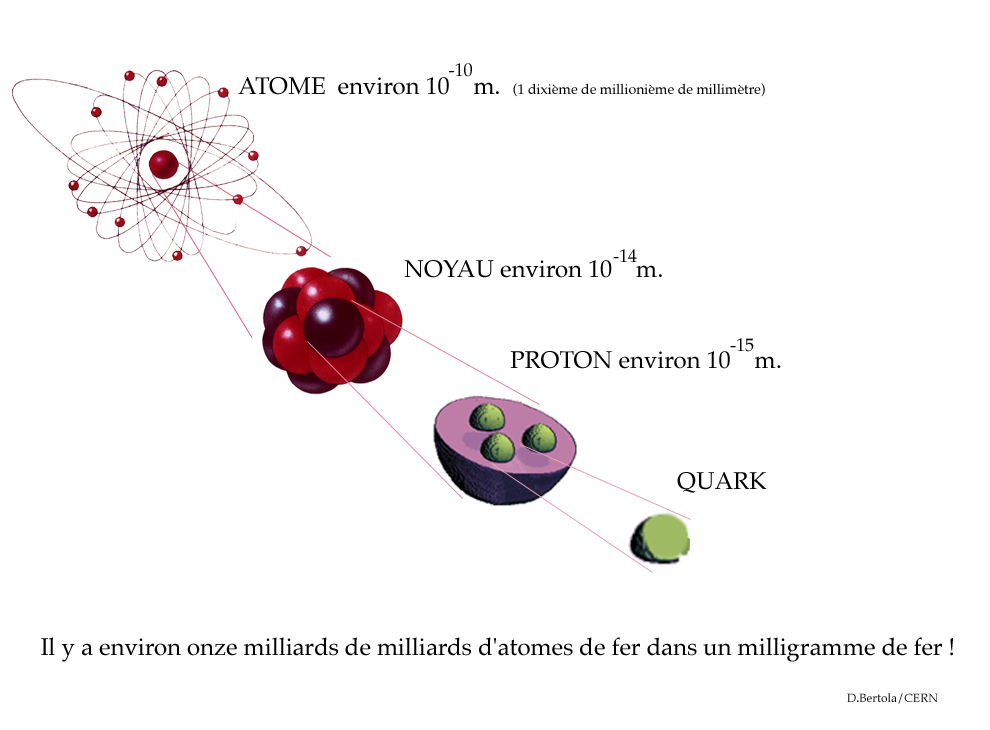 ATOME environ 10⁻¹⁰ m. (1 dixième de millionième de millimètre)
NOYAU environ 10⁻¹⁴ m.
PROTON environ 10⁻¹⁵ m.
QUARK
Il y a environ onze milliards de milliards d'atomes de fer dans un milligramme de fer !
D.Bertola/CERN